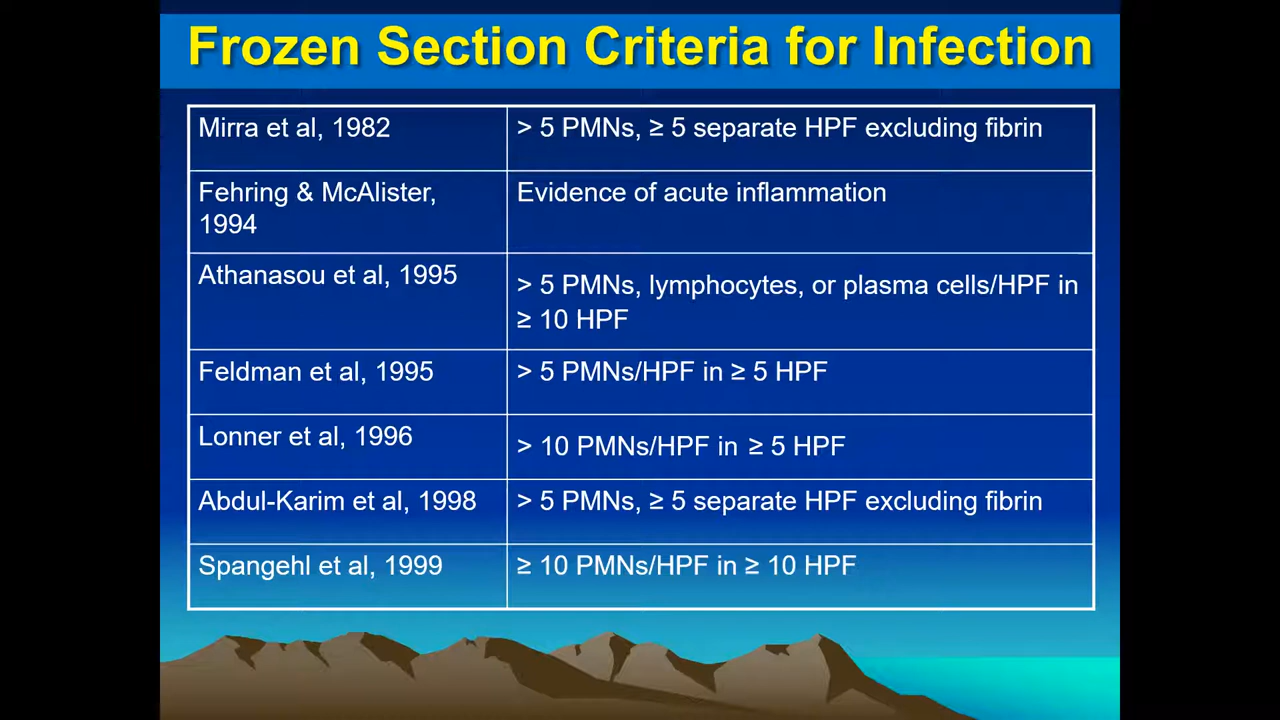 Frozen Section Criteria for Infection
Mirra et al, 1982
> 5 PMNs, ≥ 5 separate HPF excluding fibrin
Fehring & McAlister,
1994
Evidence of acute inflammation
Athanasou et al, 1995
> 5 PMNs, lymphocytes, or plasma cells/HPF in
≥ 10 HPF
Feldman et al, 1995
> 5 PMNs/HPF in ≥ 5 HPF
Lonner et al, 1996
> 10 PMNs/HPF in ≥ 5 HPF
Abdul-Karim et al, 1998
> 5 PMNs, ≥ 5 separate HPF excluding fibrin
Spangehl et al, 1999
≥ 10 PMNs/HPF in ≥ 10 HPF